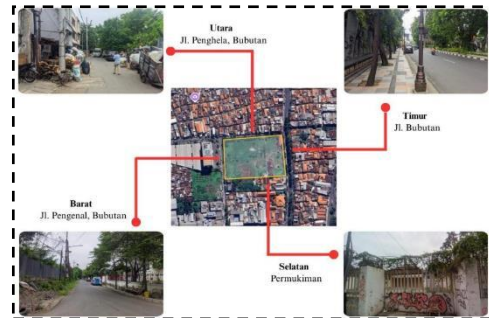 Utara
Jl. Penghela, Bubutan
Timur
Jl. Bubutan
Barat
Jl. Pengenal, Bubutan
Selatan
Permukiman